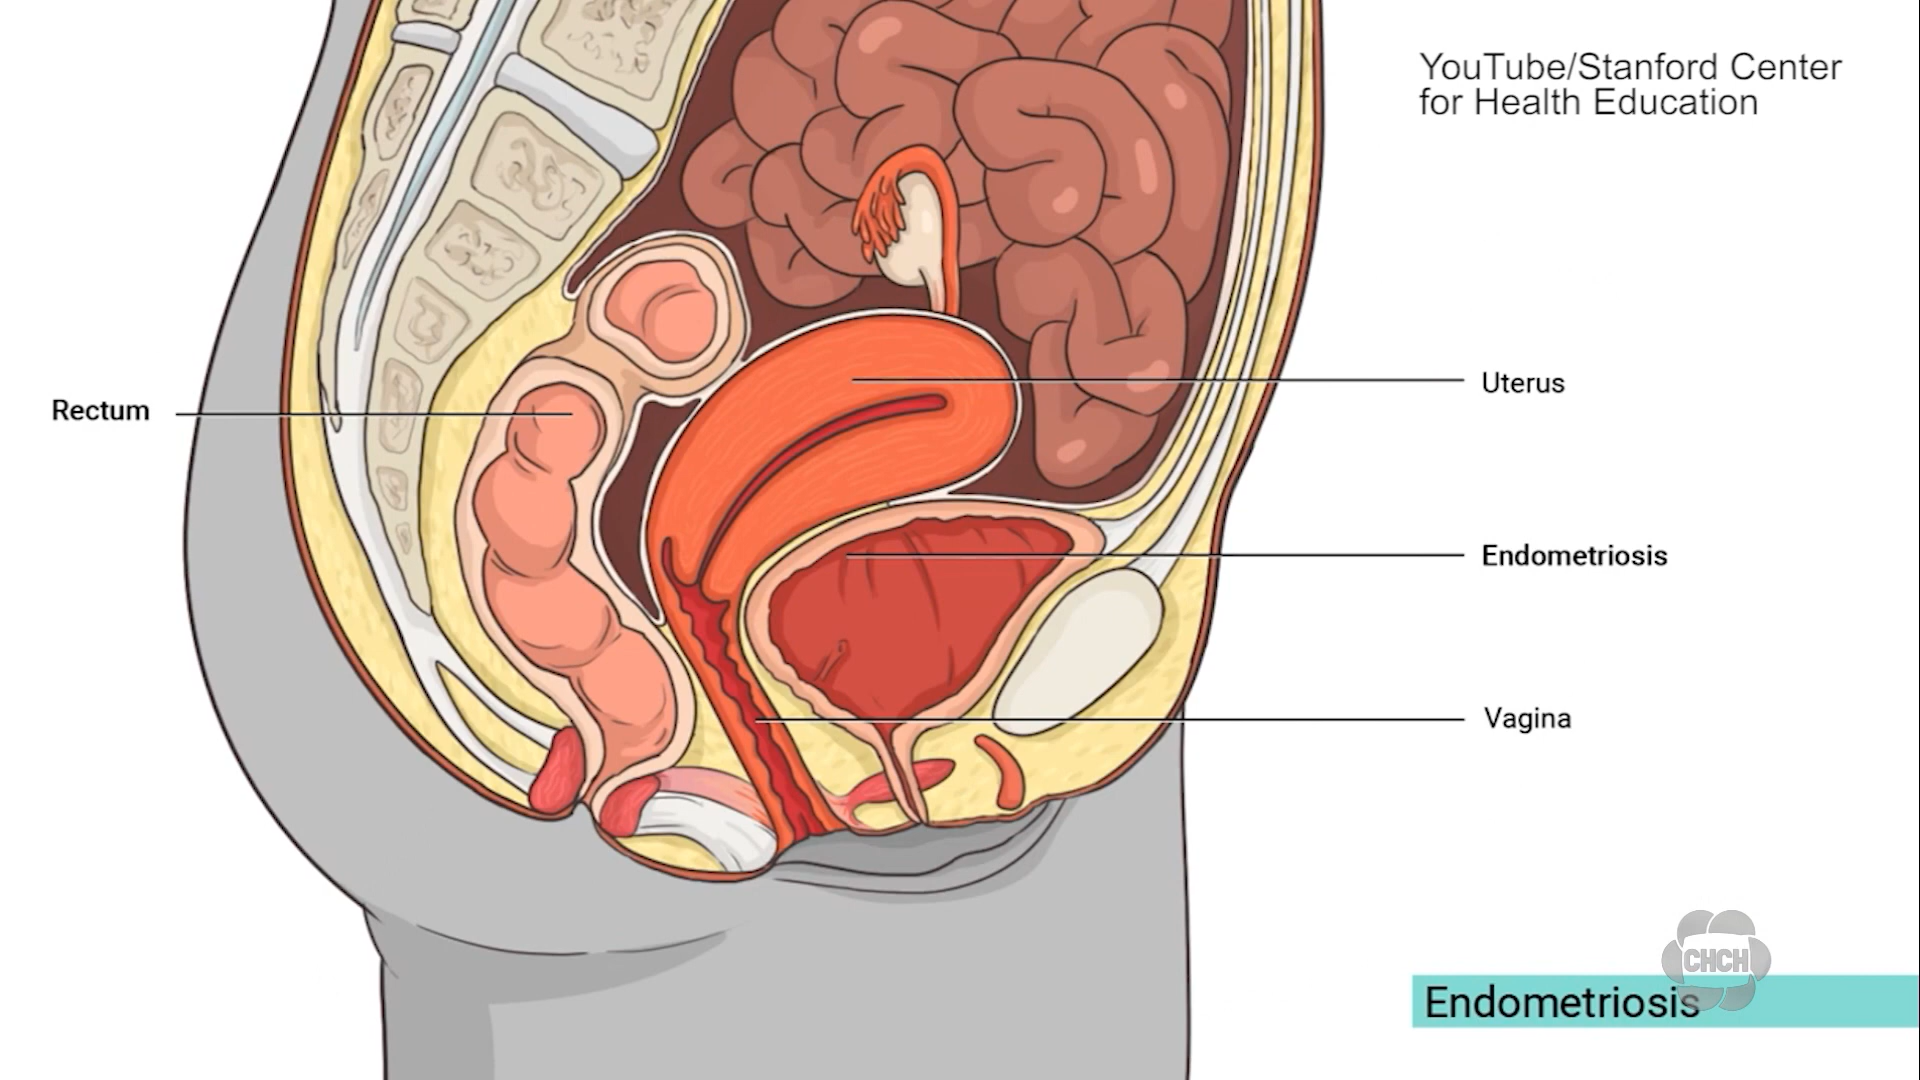 YouTube/Stanford Center
for Health Education
Rectum
Uterus
Endometriosis
Vagina
CHCH
Endometriosis